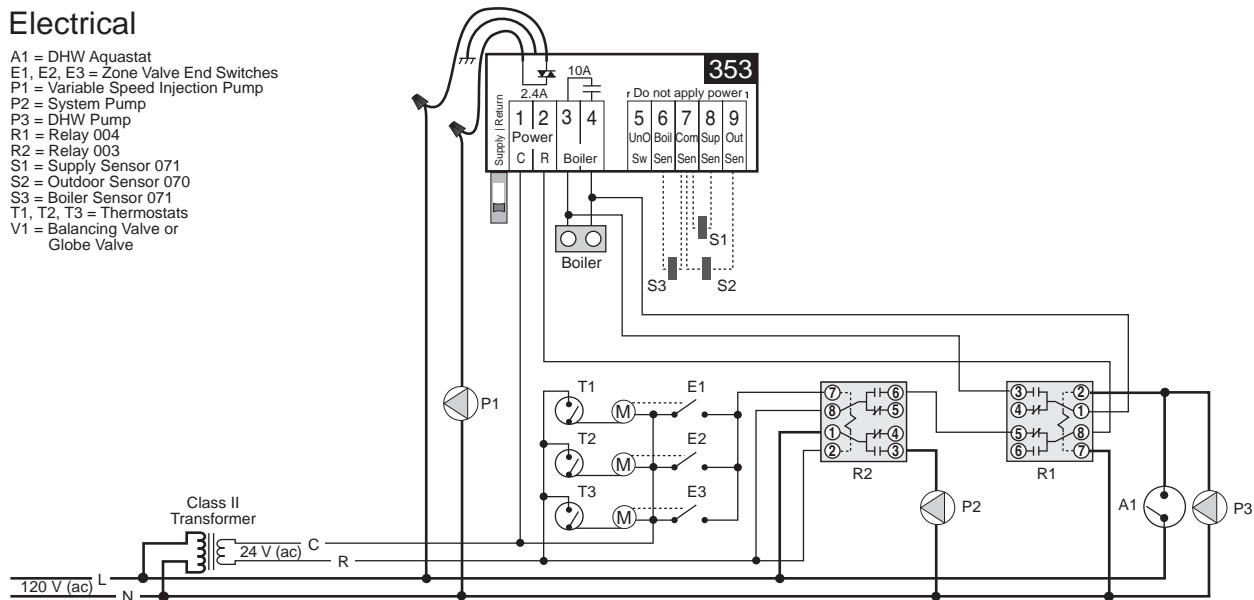 Electrical
A1 = DHW Aquastat
E1, E2, E3 = Zone Valve End Switches
P1 = Variable Speed Injection Pump
P2 = System Pump
P3 = DHW Pump
R1 = Relay 004
R2 = Relay 003
S1 = Supply Sensor 071
S2 = Outdoor Sensor 070
S3 = Boiler Sensor 071
T1, T2, T3 = Thermostats
V1 = Balancing Valve or
Globe Valve
353
10A
2.4A
Do not apply power
Supply | Return
1 2 3 4 5 6 7 8 9
Power UnO Boil Com Sup Out
C R Boiler Sw Sen Sen Sen Sen
S1
Boiler
S3 S2
P1
T1 M E1
T2 M E2
T3 M E3
7 6
8 5
1 4
2 3
R2
3 2
4 1
5 8
6 7
R1
P2
A1
P3
Class II
Transformer
24 V (ac) C
R
120 V (ac) L
N